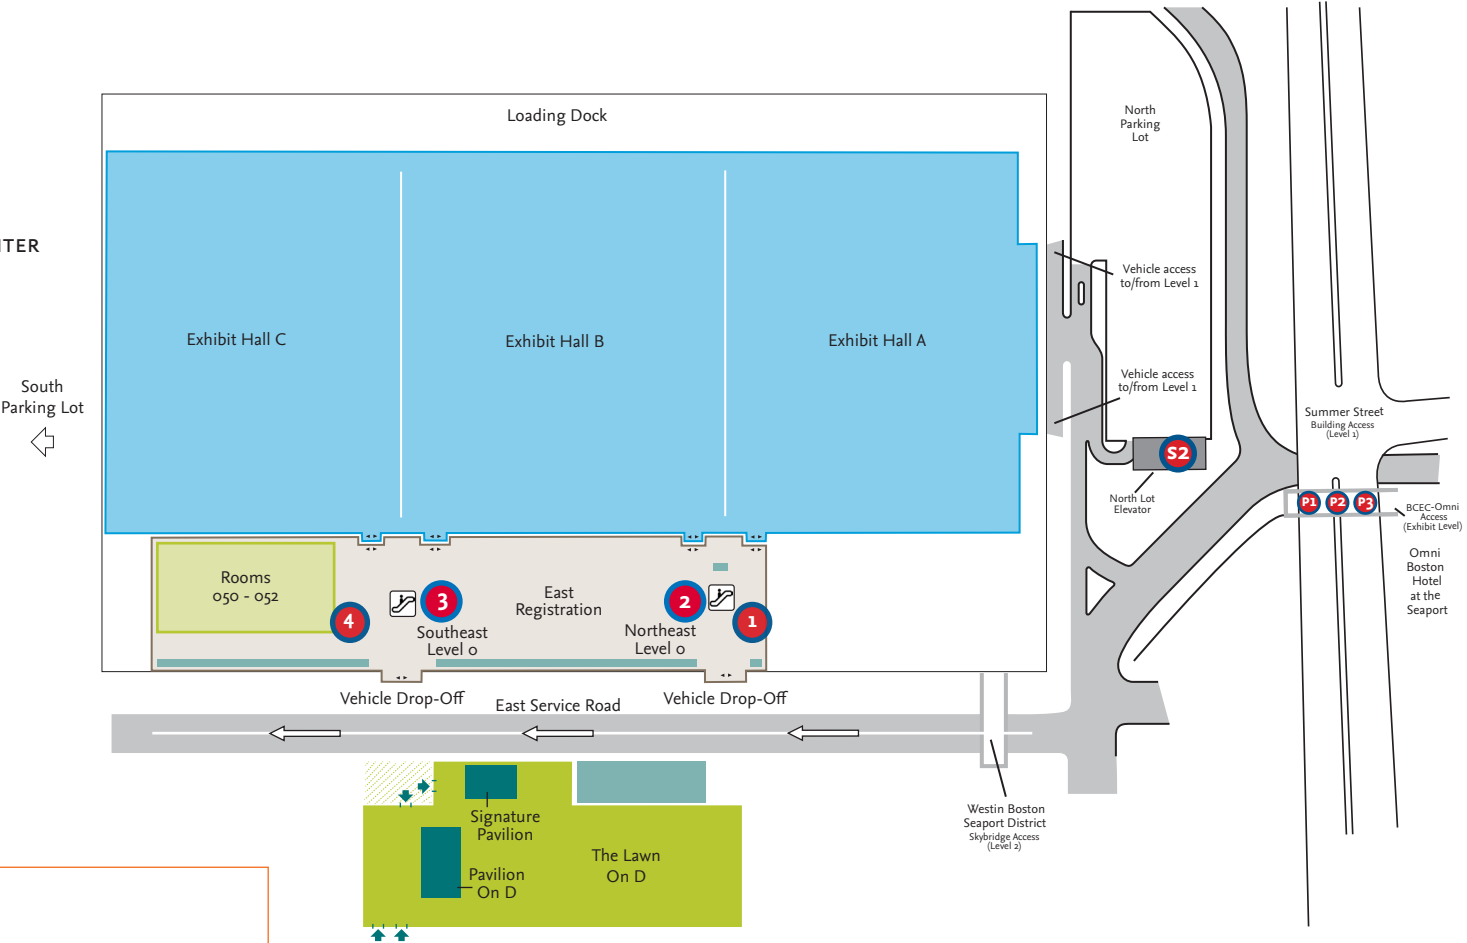 Loading Dock
North
Parking
Lot
ITER
Vehicle access
to/from Level 1
Exhibit Hall C
Exhibit Hall B
Exhibit Hall A
South
Parking Lot
Vehicle access
to/from Level 1
Summer Street
Building Access
(Level 1)
S2
North Lot
Elevator
P1
P2
P3
BCEC-Omni
Access
(Exhibit Level)
Omni
Boston
Hotel
at the
Seaport
Rooms
050 - 052
4
3
Southeast
Level 0
East
Registration
2
Northeast
Level 0
1
Vehicle Drop-Off
East Service Road
Vehicle Drop-Off
Signature
Pavilion
Pavilion
On D
The Lawn
On D
Westin Boston
Seaport District
Skybridge Access
(Level 2)